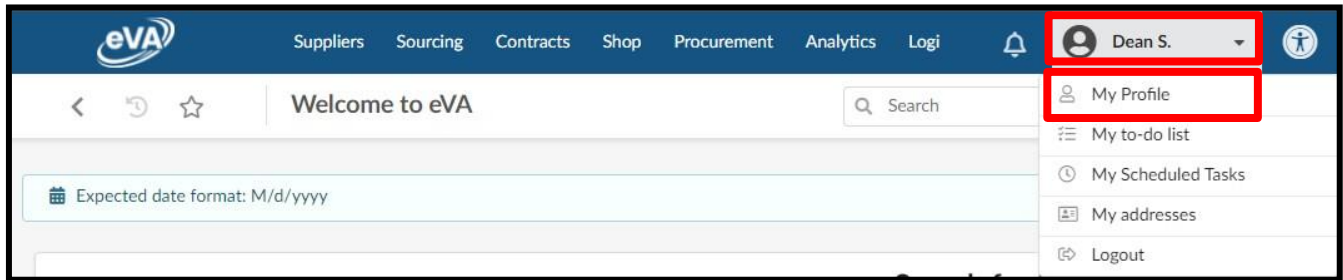 eVA Suppliers Sourcing Contracts Shop Procurement Analytics Logi Dean S.
Welcome to eVA Search
My Profile
My to-do list
My Scheduled Tasks
Expected date format: M/d/yyyy
My addresses
Logout